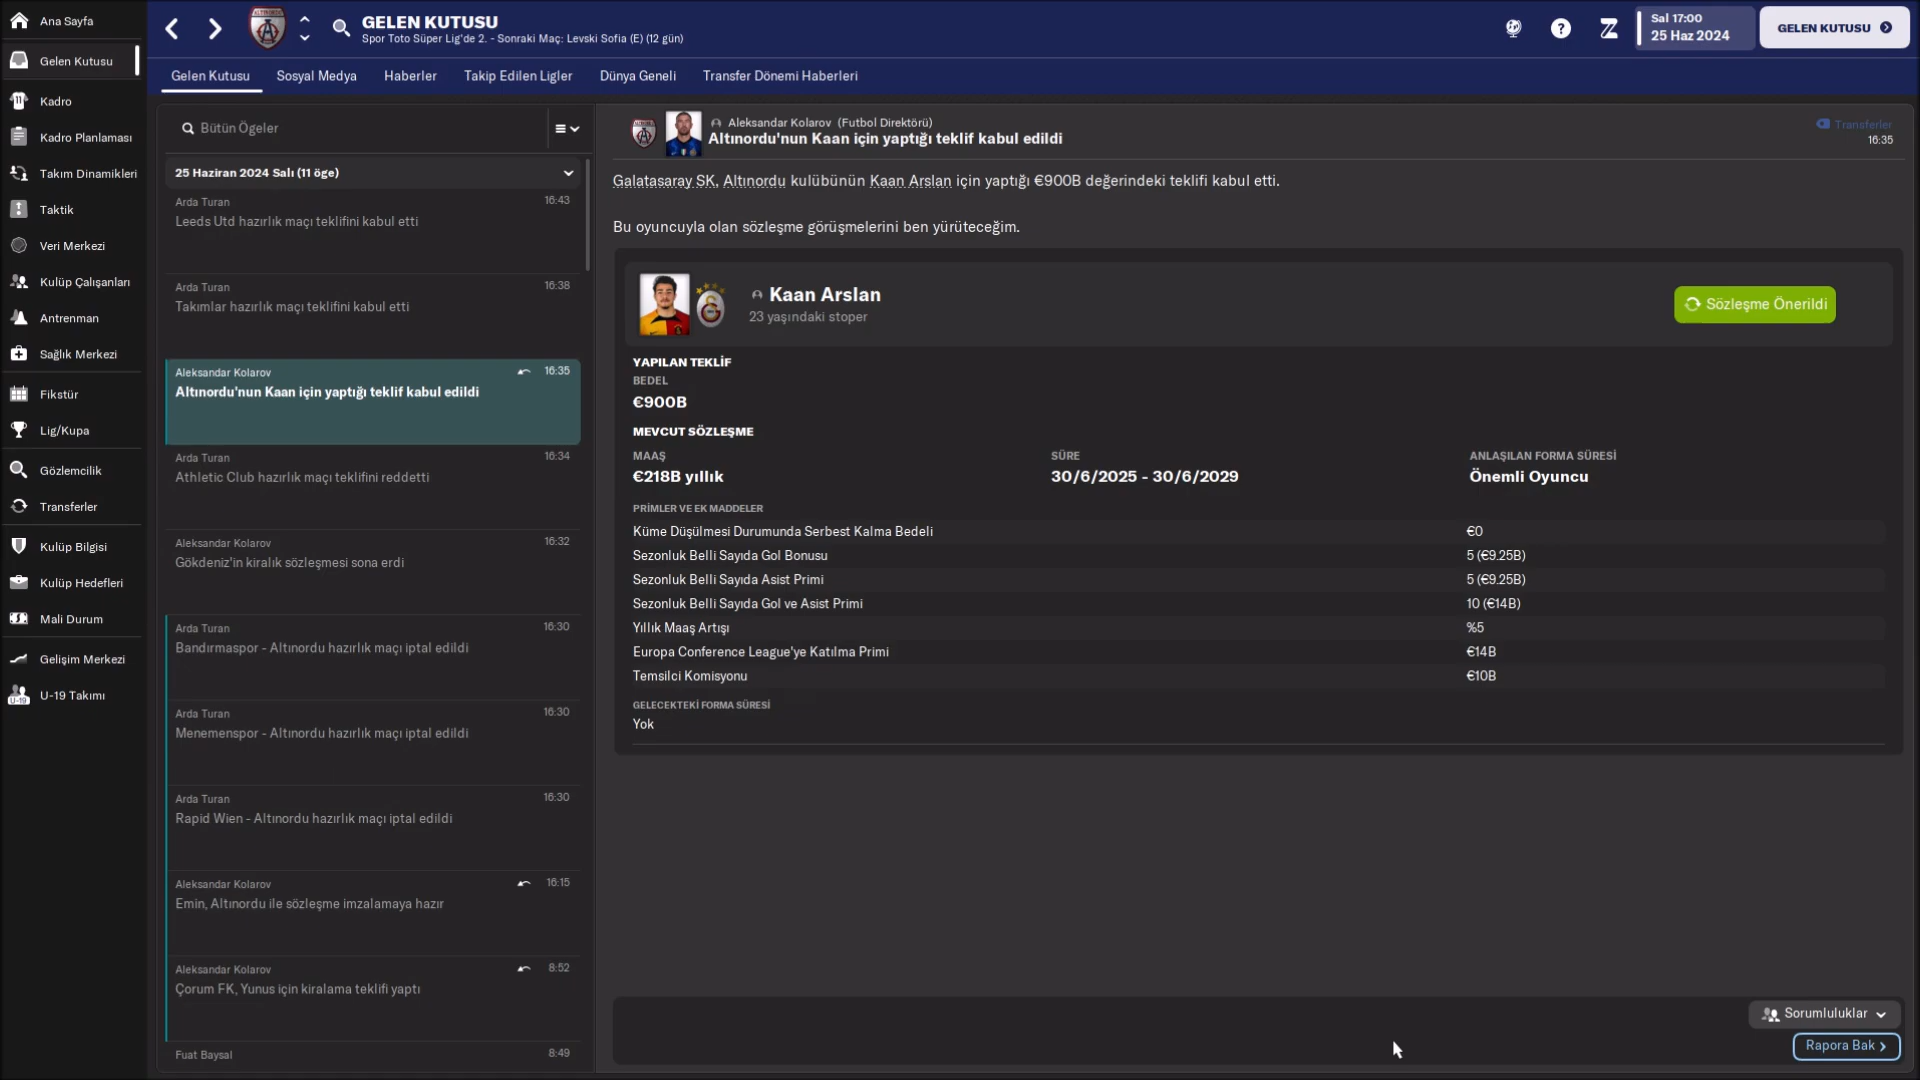 Ana Sayfa
Gelen Kutusu
Kadro
Kadro Planlaması
Takım Dinamikleri
Taktik
Veri Merkezi
Kulüp Çalışanları
Antrenman
Sağlık Merkezi
Fikstür
Lig/Kupa
Gözlemcilik
Transferler
Kulüp Bilgisi
Kulüp Hedefleri
Mali Durum
Gelişim Merkezi
U-19 Takımı
GELEN KUTUSU
Spor Toto Süper Lig'de 2. - Sonraki Maç: Levski Sofia (E) (12 gün)
Sal 17:00
25 Haz 2024
GELEN KUTUSU
Gelen Kutusu
Sosyal Medya
Haberler
Takip Edilen Ligler
Dünya Geneli
Transfer Dönemi Haberleri
Bütün Ögeler
25 Haziran 2024 Salı (11 öge)
Arda Turan 16:43
Leeds Utd hazırlık maçı teklifini kabul etti
Arda Turan 16:38
Takımlar hazırlık maçı teklifini kabul etti
Aleksandar Kolarov 16:35
Altınordu'nun Kaan için yaptığı teklif kabul edildi
Arda Turan 16:34
Athletic Club hazırlık maçı teklifini reddetti
Aleksandar Kolarov 16:32
Gökdeniz'in kiralık sözleşmesi sona erdi
Arda Turan 16:30
Bandırmaspor - Altınordu hazırlık maçı iptal edildi
Arda Turan 16:30
Menemenspor - Altınordu hazırlık maçı iptal edildi
Arda Turan 16:30
Rapid Wien - Altınordu hazırlık maçı iptal edildi
Aleksandar Kolarov 16:15
Emin, Altınordu ile sözleşme imzalamaya hazır
Aleksandar Kolarov 8:52
Çorum FK, Yunus için kiralama teklifi yaptı
Fuat Baysal 8:49
Aleksandar Kolarov (Futbol Direktörü)
Altınordu'nun Kaan için yaptığı teklif kabul edildi
Transferler
16:35
Galatasaray SK, Altınordu kulübünün Kaan Arslan için yaptığı €900B değerindeki teklifi kabul etti.
Bu oyuncuyla olan sözleşme görüşmelerini ben yürüteceğim.
Kaan Arslan
23 yaşındaki stoper
Sözleşme Önerildi
YAPILAN TEKLİF
BEDEL
€900B
MEVCUT SÖZLEŞME
MAAŞ SÜRE ANLAŞILAN FORMA SÜRESİ
€218B yıllık 30/6/2025 - 30/6/2029 Önemli Oyuncu
PRİMLER VE EK MADDELER
Küme Düşülmesi Durumunda Serbest Kalma Bedeli €0
Sezonluk Belli Sayıda Gol Bonusu 5 (€9.25B)
Sezonluk Belli Sayıda Asist Primi 5 (€9.25B)
Sezonluk Belli Sayıda Gol ve Asist Primi 10 (€14B)
Yıllık Maaş Artışı %5
Europa Conference League'ye Katılma Primi €14B
Temsilci Komisyonu €10B
GELECEKTEKİ FORMA SÜRESİ
Yok
Sorumluluklar
Rapora Bak